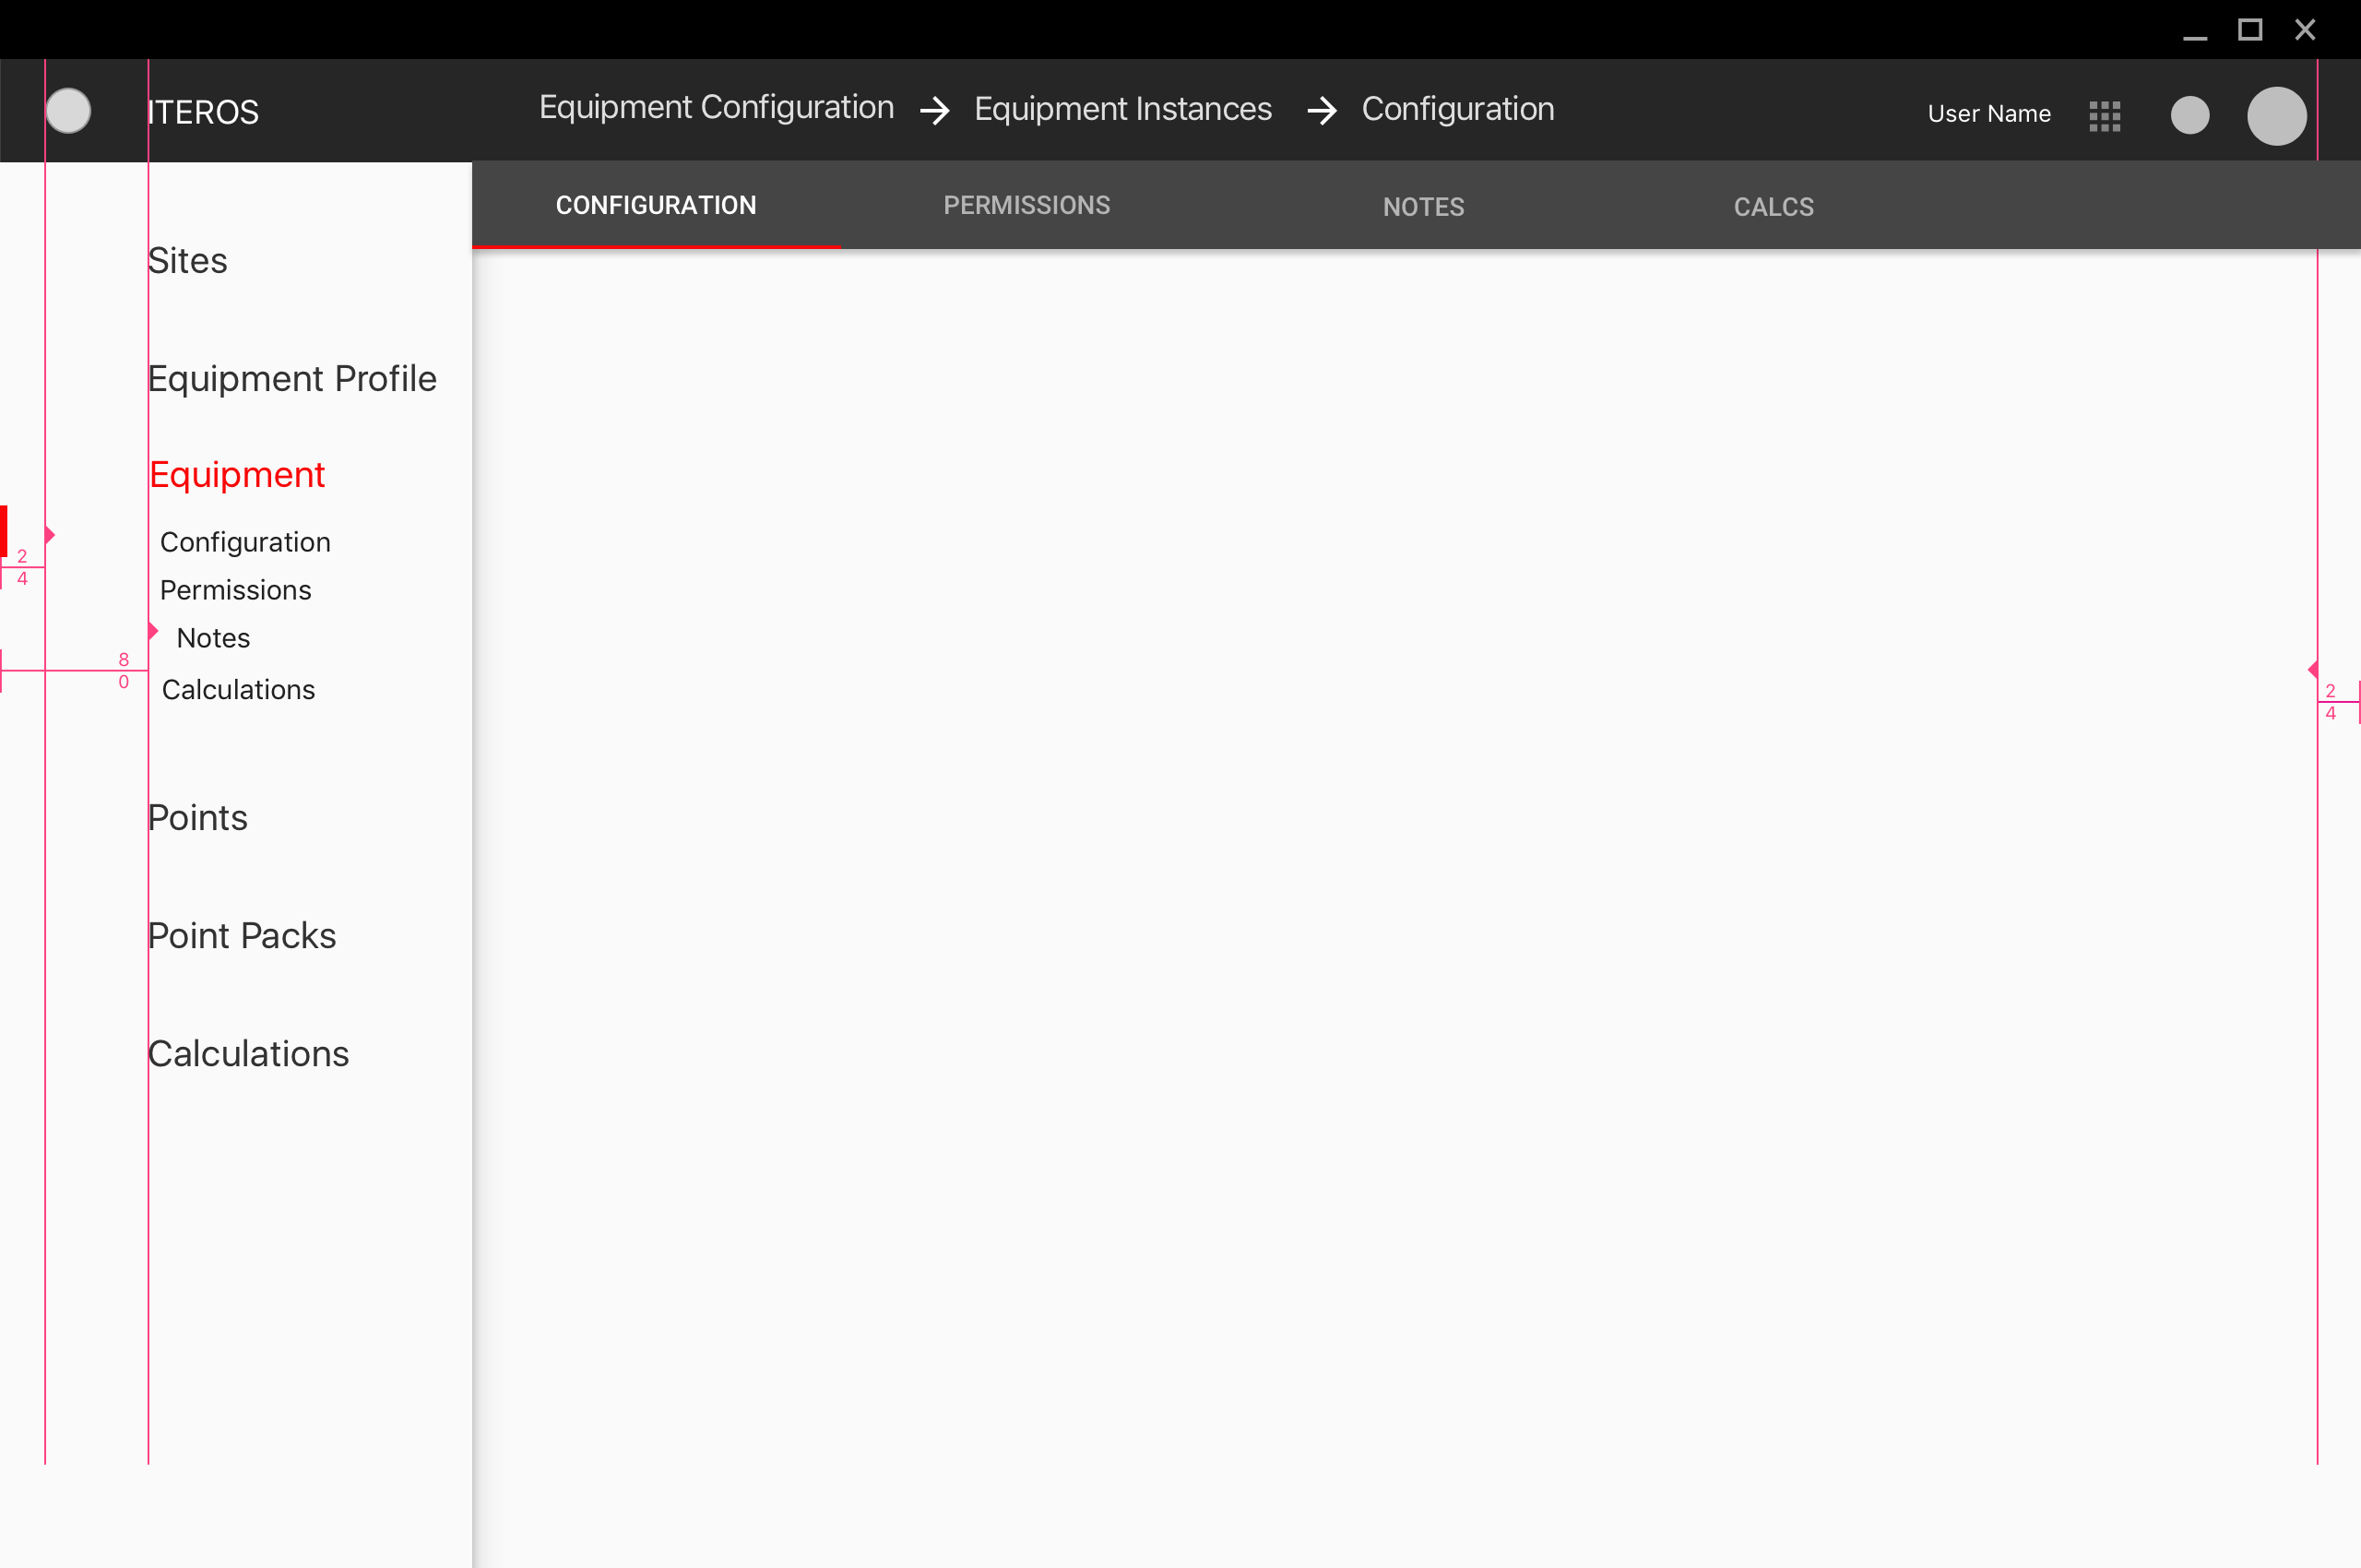 ITEROS
Equipment Configuration → Equipment Instances → Configuration
User Name
CONFIGURATION PERMISSIONS NOTES CALCS
Sites
Equipment Profile
Equipment
Configuration
Permissions
Notes
Calculations
Points
Point Packs
Calculations
24
80
24